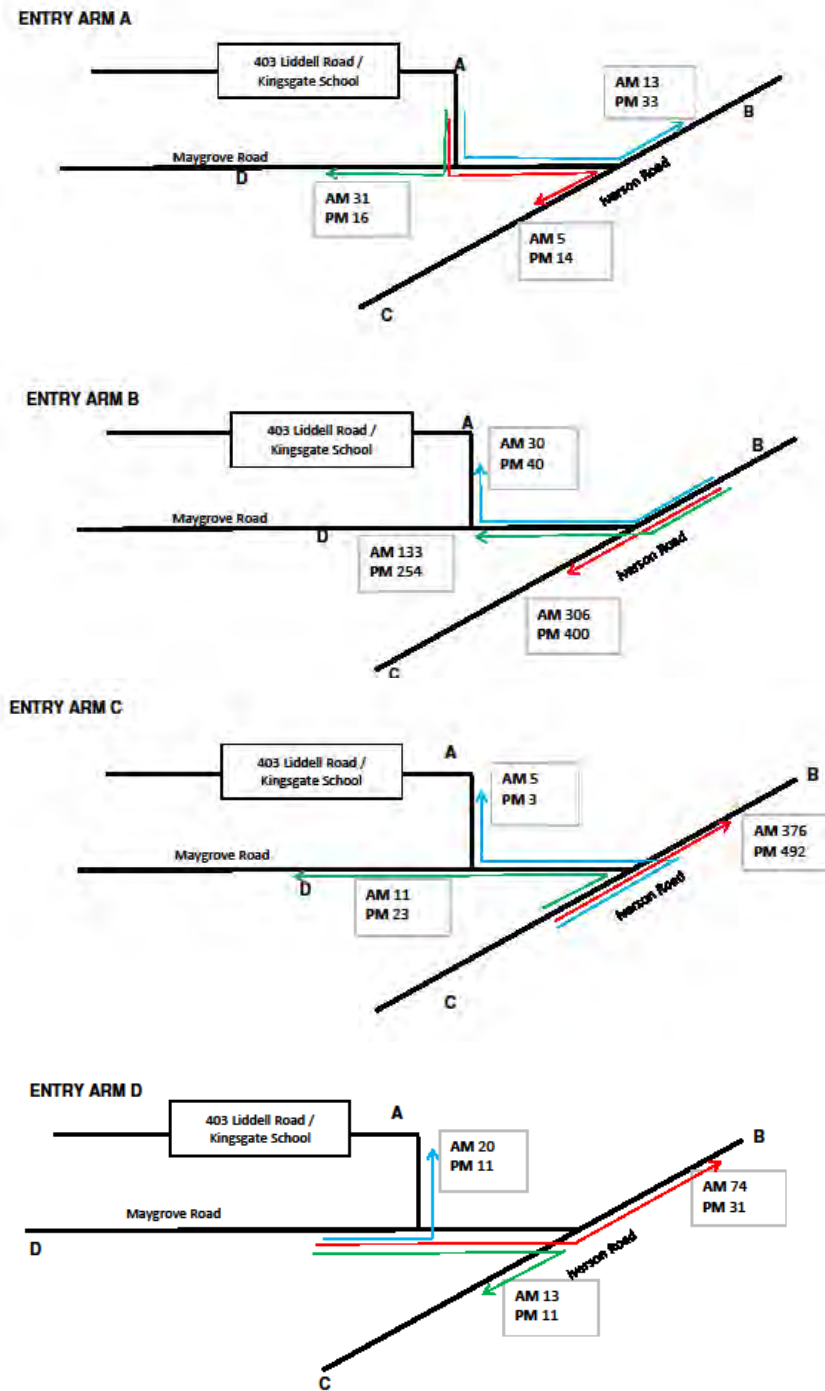 ENTRY ARM A
403 Liddell Road /
Kingsgate School
A
AM 13
PM 33
B
Maygrove Road
D
Iverson Road
AM 31
PM 16
AM 5
PM 14
C
ENTRY ARM B
403 Liddell Road /
Kingsgate School
A
AM 30
PM 40
B
Maygrove Road
D
Iverson Road
AM 133
PM 254
AM 306
PM 400
C
ENTRY ARM C
403 Liddell Road /
Kingsgate School
A
AM 5
PM 3
B
AM 376
PM 492
Maygrove Road
D
Iverson Road
AM 11
PM 23
C
ENTRY ARM D
403 Liddell Road /
Kingsgate School
A
AM 20
PM 11
B
AM 74
PM 31
Maygrove Road
D
Iverson Road
AM 13
PM 11
C